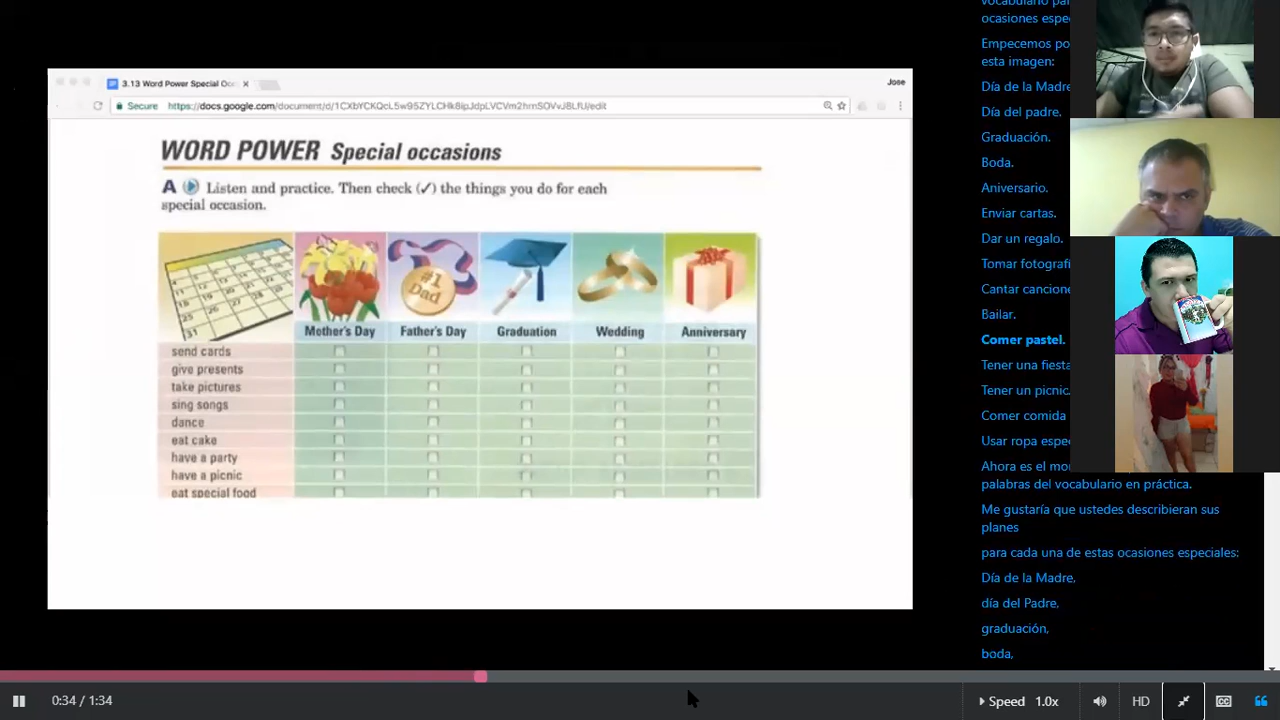 3.13 Word Power Special Occ
Jose
Secure https://docs.google.com/document/d/
WORD POWER Special occasions
A Listen and practice. Then check (✓) the things you do for each
special occasion.
#1
Dad
Mother's Day Father's Day Graduation Wedding Anniversary
send cards
give presents
take pictures
sing songs
dance
eat cake
have a party
have a picnic
eat special food
ocasiones espe
Empecemos po
esta imagen:
Día de la Madre
Día del padre.
Graduación.
Boda.
Aniversario.
Enviar cartas.
Dar un regalo.
Tomar fotografí
Cantar cancione
Bailar.
Comer pastel.
Tener una fiesta
Tener un picnic.
Comer comida
Usar ropa espec
Ahora es el mo
palabras del vocabulario en práctica.
Me gustaría que ustedes describieran sus
planes
para cada una de estas ocasiones especiales:
Día de la Madre,
día del Padre,
graduación,
boda,
0:34 / 1:34
Speed 1.0x
HD
CC